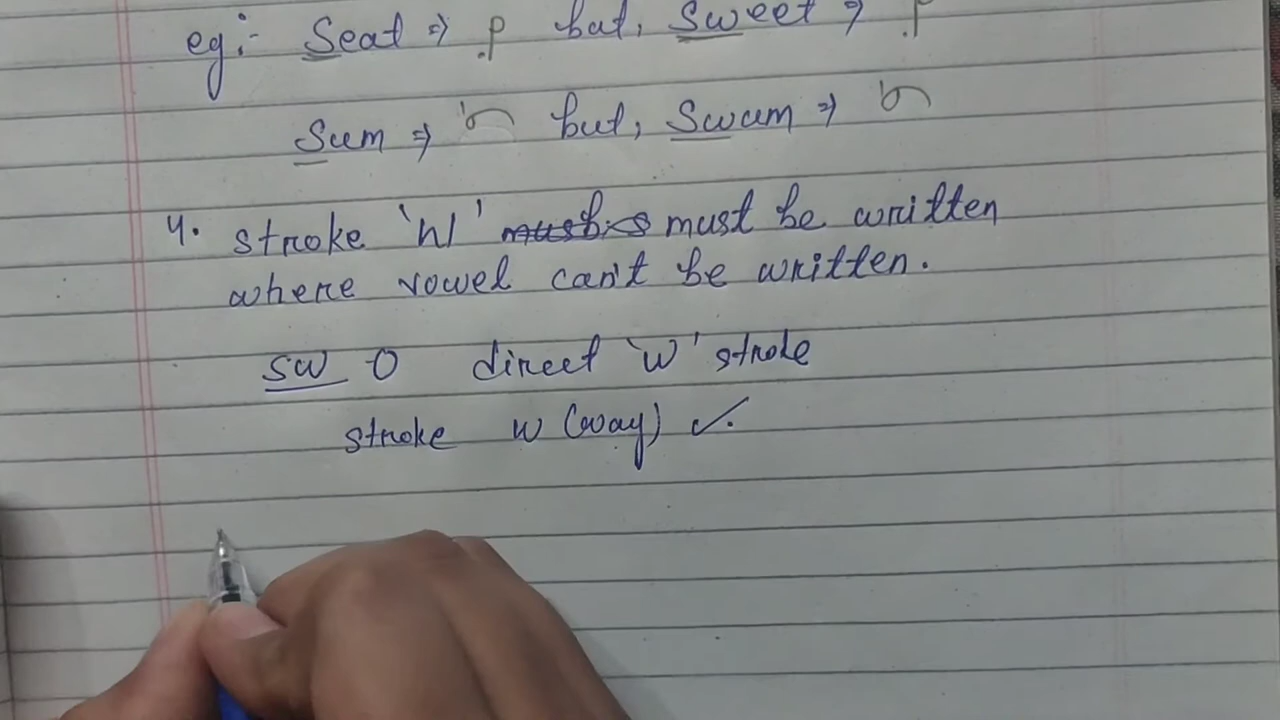 eg:- Seat ⇒ but, Sweet ⇒
Sum ⇒ but, Swum ⇒
4. stroke 'W' must be written
where vowel can't be written.
SW O direct 'W' stroke
stroke W (way) ✓.